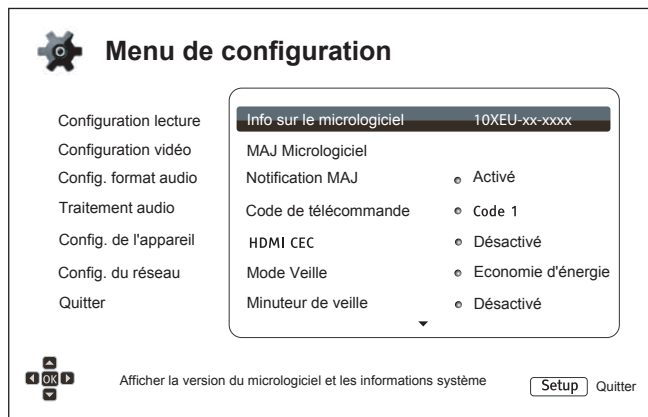 Menu de configuration
Configuration lecture
Configuration vidéo
Config. format audio
Traitement audio
Config. de l'appareil
Config. du réseau
Quitter
Info sur le micrologiciel 10XEU-xx-xxxx
MAJ Micrologiciel
Notification MAJ Activé
Code de télécommande Code 1
HDMI CEC Désactivé
Mode Veille Economie d'énergie
Minuteur de veille Désactivé
OK Afficher la version du micrologiciel et les informations système Setup Quitter